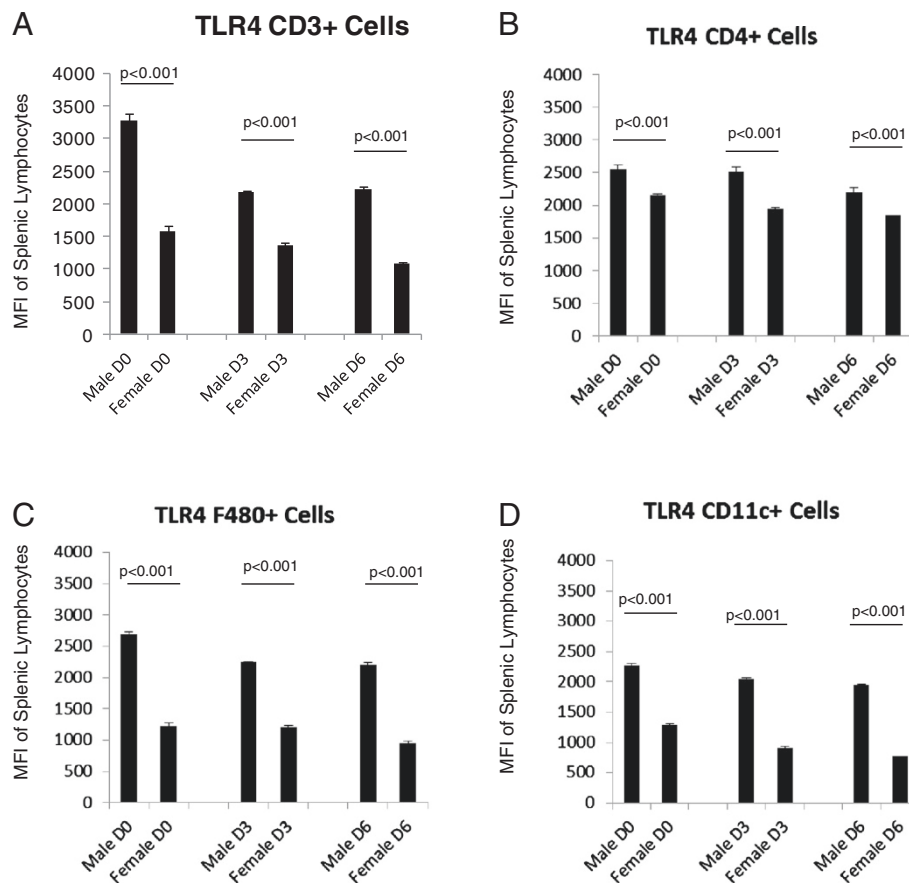 A
TLR4 CD3+ Cells
MFI of Splenic Lymphocytes
4000
3500
3000
2500
2000
1500
1000
500
0
p<0.001
p<0.001
p<0.001
Male D0
Female D0
Male D3
Female D3
Male D6
Female D6
B
TLR4 CD4+ Cells
MFI of Splenic Lymphocytes
4000
3500
3000
2500
2000
1500
1000
500
0
p<0.001
p<0.001
p<0.001
Male D0
Female D0
Male D3
Female D3
Male D6
Female D6
C
TLR4 F480+ Cells
MFI of Splenic Lymphocytes
4000
3500
3000
2500
2000
1500
1000
500
0
p<0.001
p<0.001
p<0.001
Male D0
Female D0
Male D3
Female D3
Male D6
Female D6
D
TLR4 CD11c+ Cells
MFI of Splenic Lymphocytes
4000
3500
3000
2500
2000
1500
1000
500
0
p<0.001
p<0.001
p<0.001
Male D0
Female D0
Male D3
Female D3
Male D6
Female D6